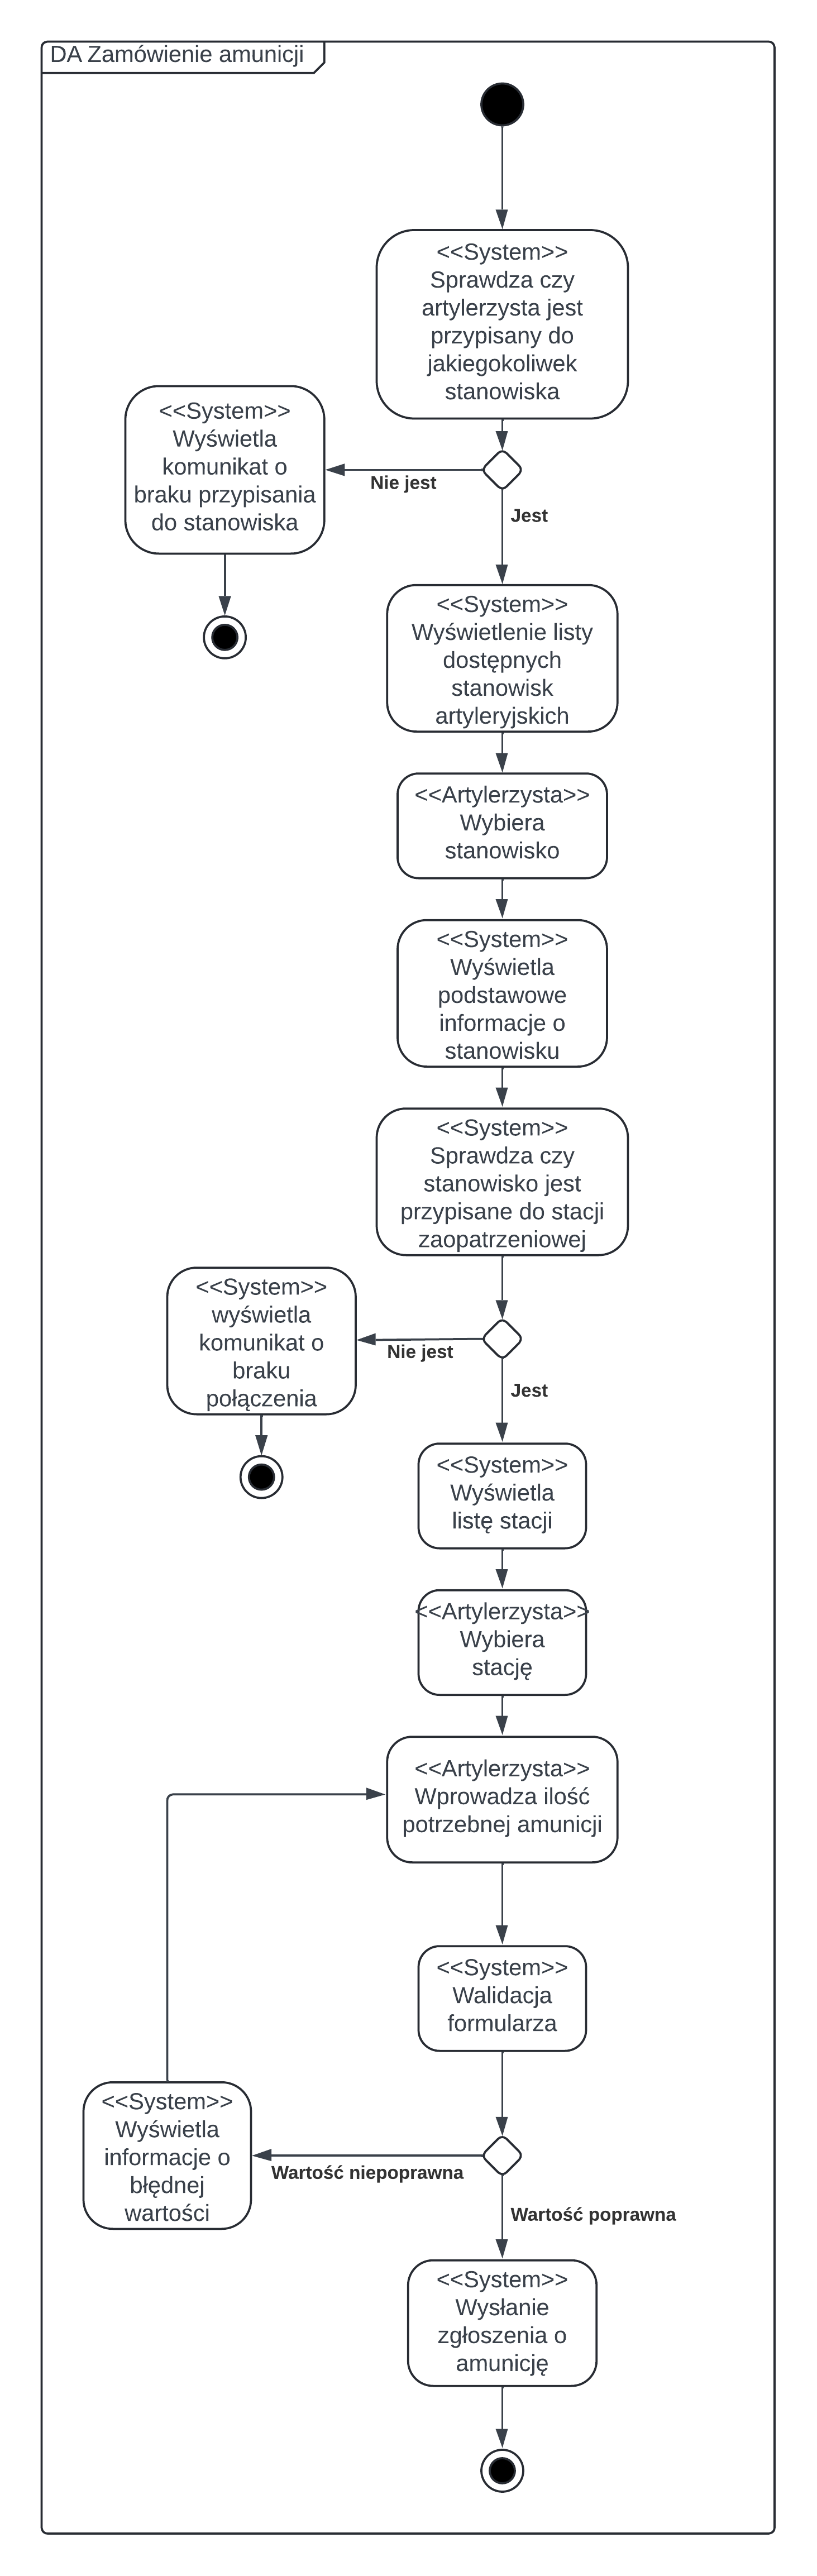 DA Zamówienie amunicji
<<System>>
Sprawdza czy
artylerzysta jest
przypisany do
jakiegokoliwek
stanowiska
<<System>>
Wyświetla
komunikat o
braku przypisania
do stanowiska
Nie jest
Jest
<<System>>
Wyświetlenie listy
dostępnych
stanowisk
artyleryjskich
<<Artylerzysta>>
Wybiera
stanowisko
<<System>>
Wyświetla
podstawowe
informacje o
stanowisku
<<System>>
Sprawdza czy
stanowisko jest
przypisane do stacji
zaopatrzeniowej
<<System>>
wyświetla
komunikat o
braku
połączenia
Nie jest
Jest
<<System>>
Wyświetla
listę stacji
<<Artylerzysta>>
Wybiera
stację
<<Artylerzysta>>
Wprowadza ilość
potrzebnej amunicji
<<System>>
Walidacja
formularza
<<System>>
Wyświetla
informacje o
błędnej
wartości
Wartość niepoprawna
Wartość poprawna
<<System>>
Wysłanie
zgłoszenia o
amunicję